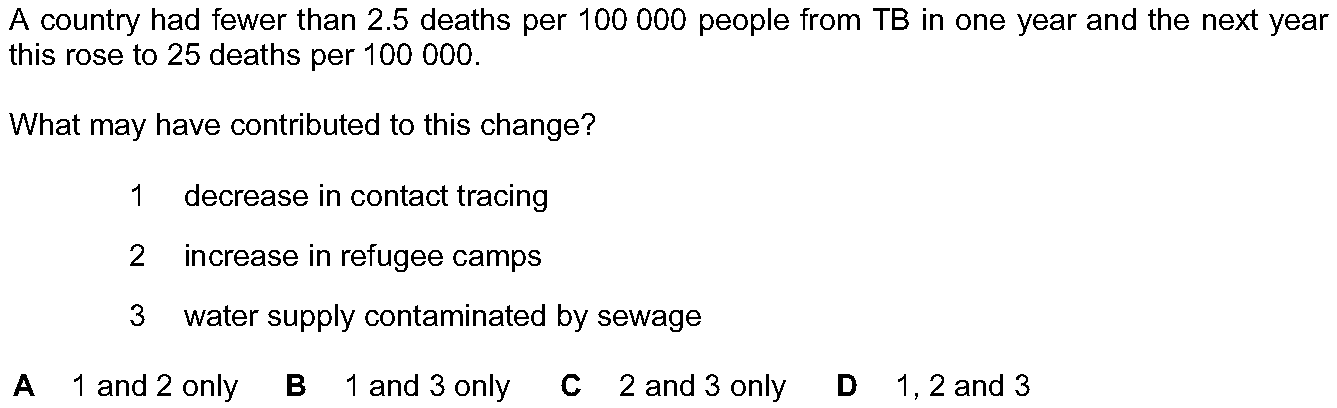 A country had fewer than 2.5 deaths per 100 000 people from TB in one year and the next year
this rose to 25 deaths per 100 000.
What may have contributed to this change?
1 decrease in contact tracing
2 increase in refugee camps
3 water supply contaminated by sewage
A 1 and 2 only B 1 and 3 only C 2 and 3 only D 1, 2 and 3